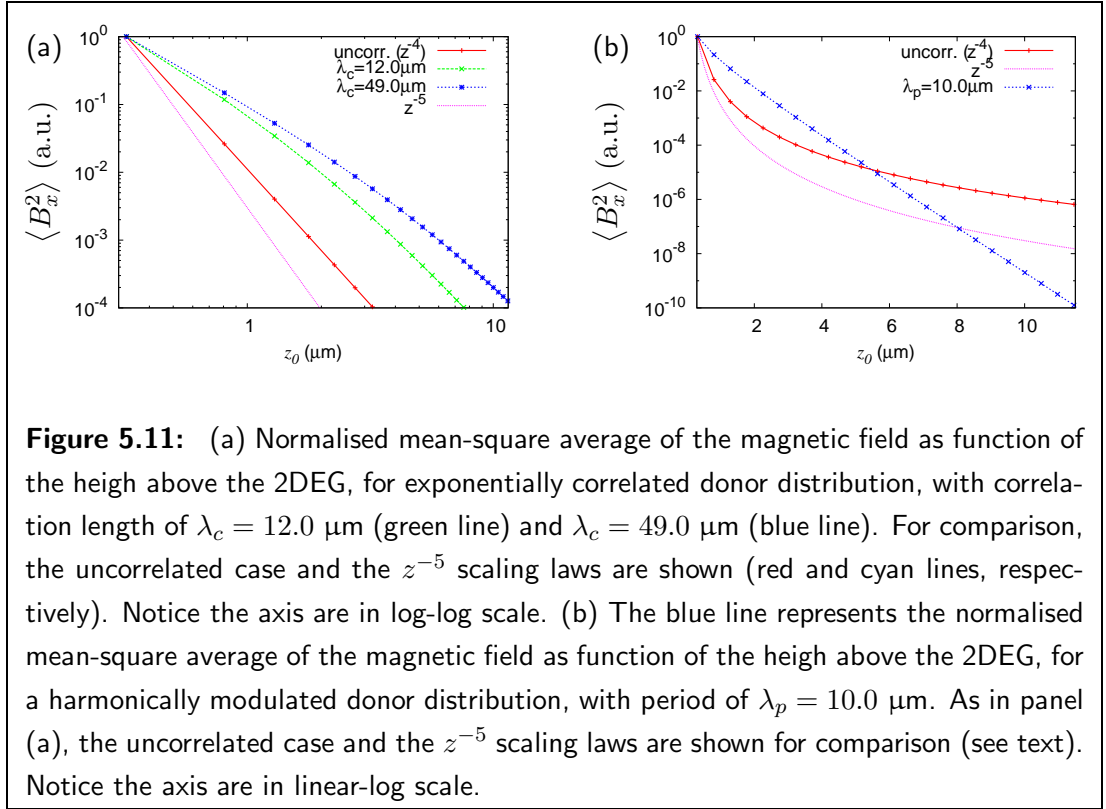 (a)
10^0
10^-1
10^-2
10^-3
10^-4
⟨B_x^2⟩ (a.u.)
uncorr. (z^-4)
λ_c=12.0μm
λ_c=49.0μm
z^-5
1
10
z_0 (μm)
(b)
10^0
10^-2
10^-4
10^-6
10^-8
10^-10
⟨B_x^2⟩ (a.u.)
uncorr. (z^-4)
z^-5
λ_p=10.0μm
2
4
6
8
10
z_0 (μm)
Figure 5.11: (a) Normalised mean-square average of the magnetic field as function of
the heigh above the 2DEG, for exponentially correlated donor distribution, with correla-
tion length of λ_c = 12.0 μm (green line) and λ_c = 49.0 μm (blue line). For comparison,
the uncorrelated case and the z^-5 scaling laws are shown (red and cyan lines, respec-
tively). Notice the axis are in log-log scale. (b) The blue line represents the normalised
mean-square average of the magnetic field as function of the heigh above the 2DEG, for
a harmonically modulated donor distribution, with period of λ_p = 10.0 μm. As in panel
(a), the uncorrelated case and the z^-5 scaling laws are shown for comparison (see text).
Notice the axis are in linear-log scale.